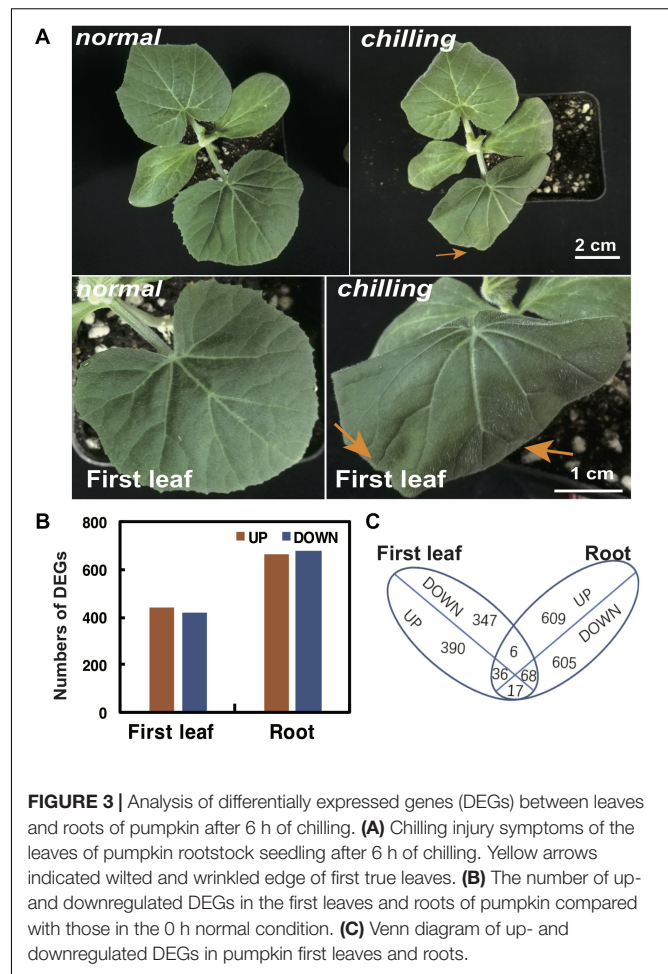 A
normal
chilling
2 cm
normal
chilling
First leaf
First leaf
1 cm
B
800
600
400
200
0
Numbers of DEGs
UP DOWN
First leaf
Root
C
First leaf
Root
DOWN
UP
347
390
UP
DOWN
609
605
6
36
68
17
FIGURE 3 | Analysis of differentially expressed genes (DEGs) between leaves
and roots of pumpkin after 6 h of chilling. (A) Chilling injury symptoms of the
leaves of pumpkin rootstock seedling after 6 h of chilling. Yellow arrows
indicated wilted and wrinkled edge of first true leaves. (B) The number of up-
and downregulated DEGs in the first leaves and roots of pumpkin compared
with those in the 0 h normal condition. (C) Venn diagram of up- and
downregulated DEGs in pumpkin first leaves and roots.